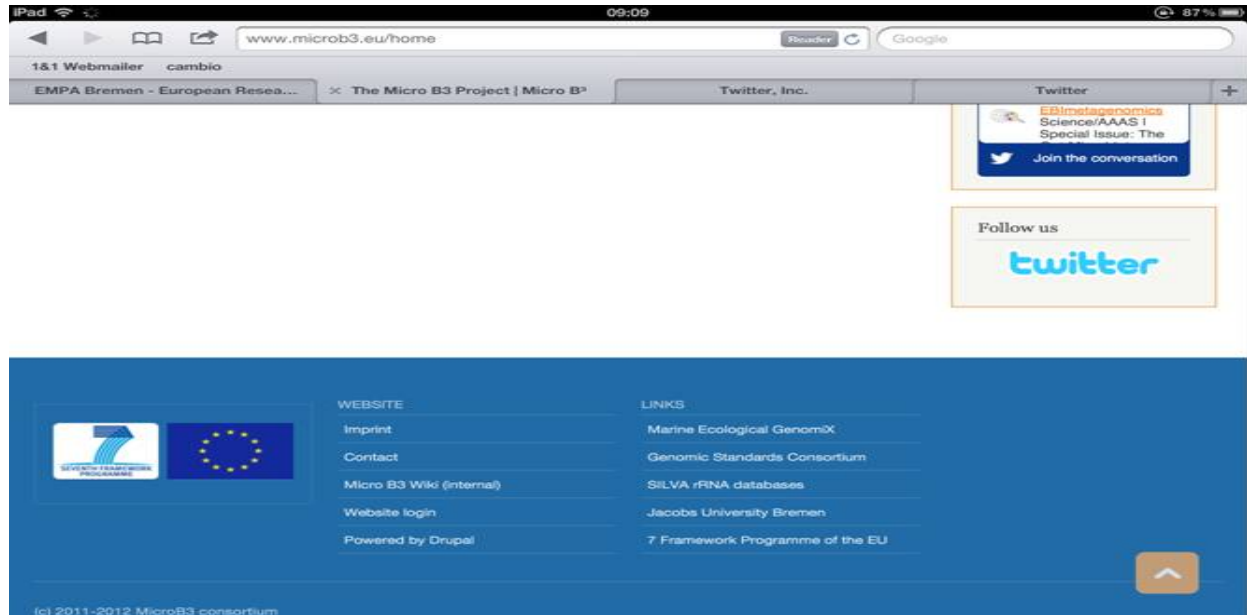 iPad 09:09 87%
www.microb3.eu/home Reader Google
1&1 Webmailer cambio
EMPA Bremen - European Resea... × The Micro B3 Project | Micro B³ Twitter, Inc. Twitter +
EBImetagenomics
Science/AAAS |
Special Issue: The
Join the conversation
Follow us
twitter
WEBSITE
Imprint
Contact
Micro B3 Wiki (internal)
Website login
Powered by Drupal
LINKS
Marine Ecological GenomiX
Genomic Standards Consortium
SILVA rRNA databases
Jacobs University Bremen
7 Framework Programme of the EU
7
SEVENTH FRAMEWORK
PROGRAMME
(c) 2011-2012 MicroB3 consortium